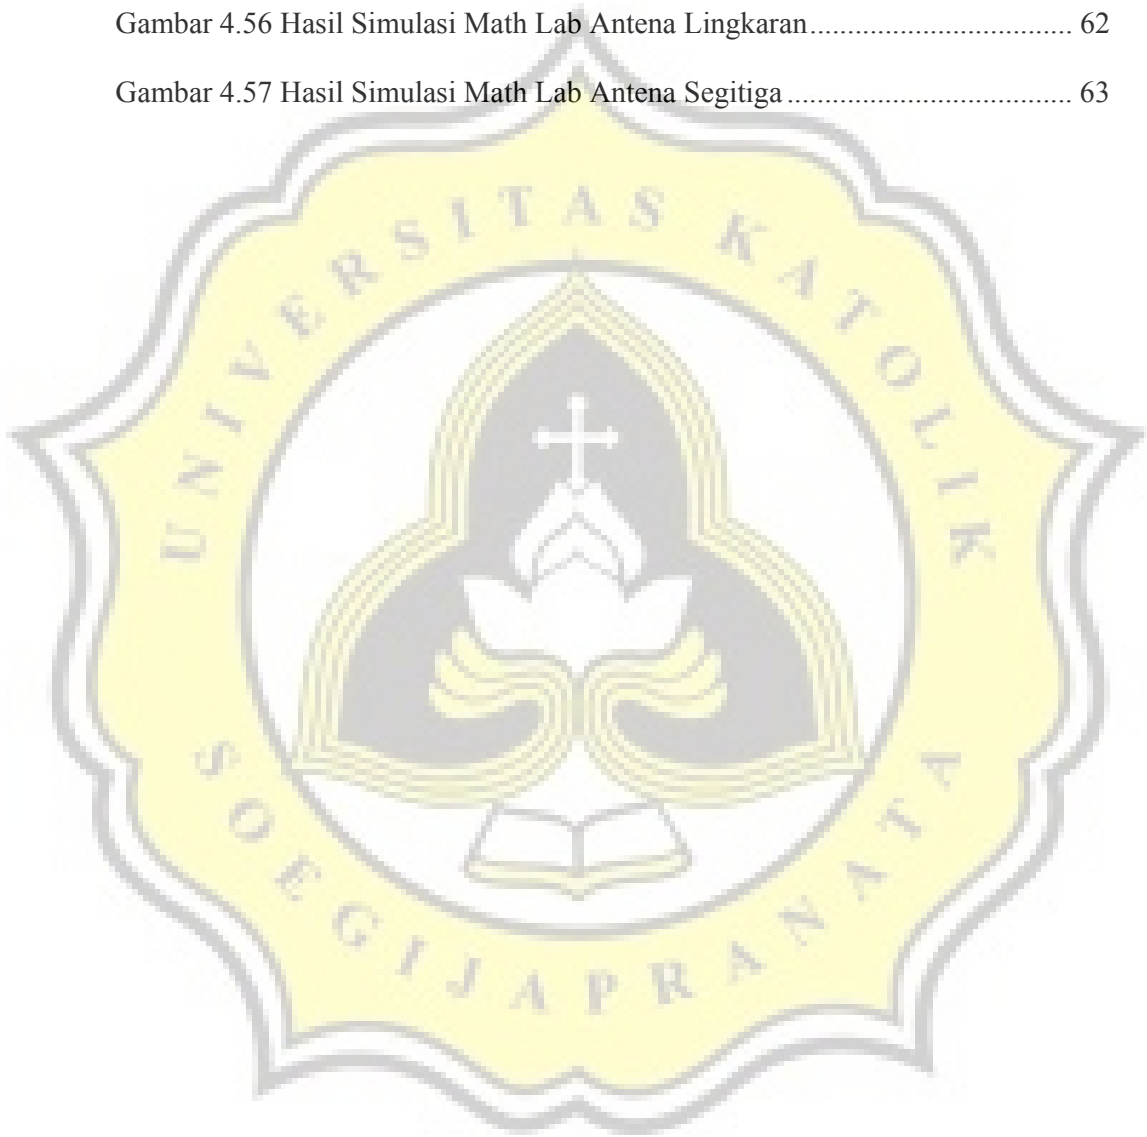 Gambar 4.56 Hasil Simulasi Math Lab Antena Lingkaran................................ 62
Gambar 4.57 Hasil Simulasi Math Lab Antena Segitiga................................... 63
UNIVERSITAS KATOLIK
SOEGIJAPRANATA